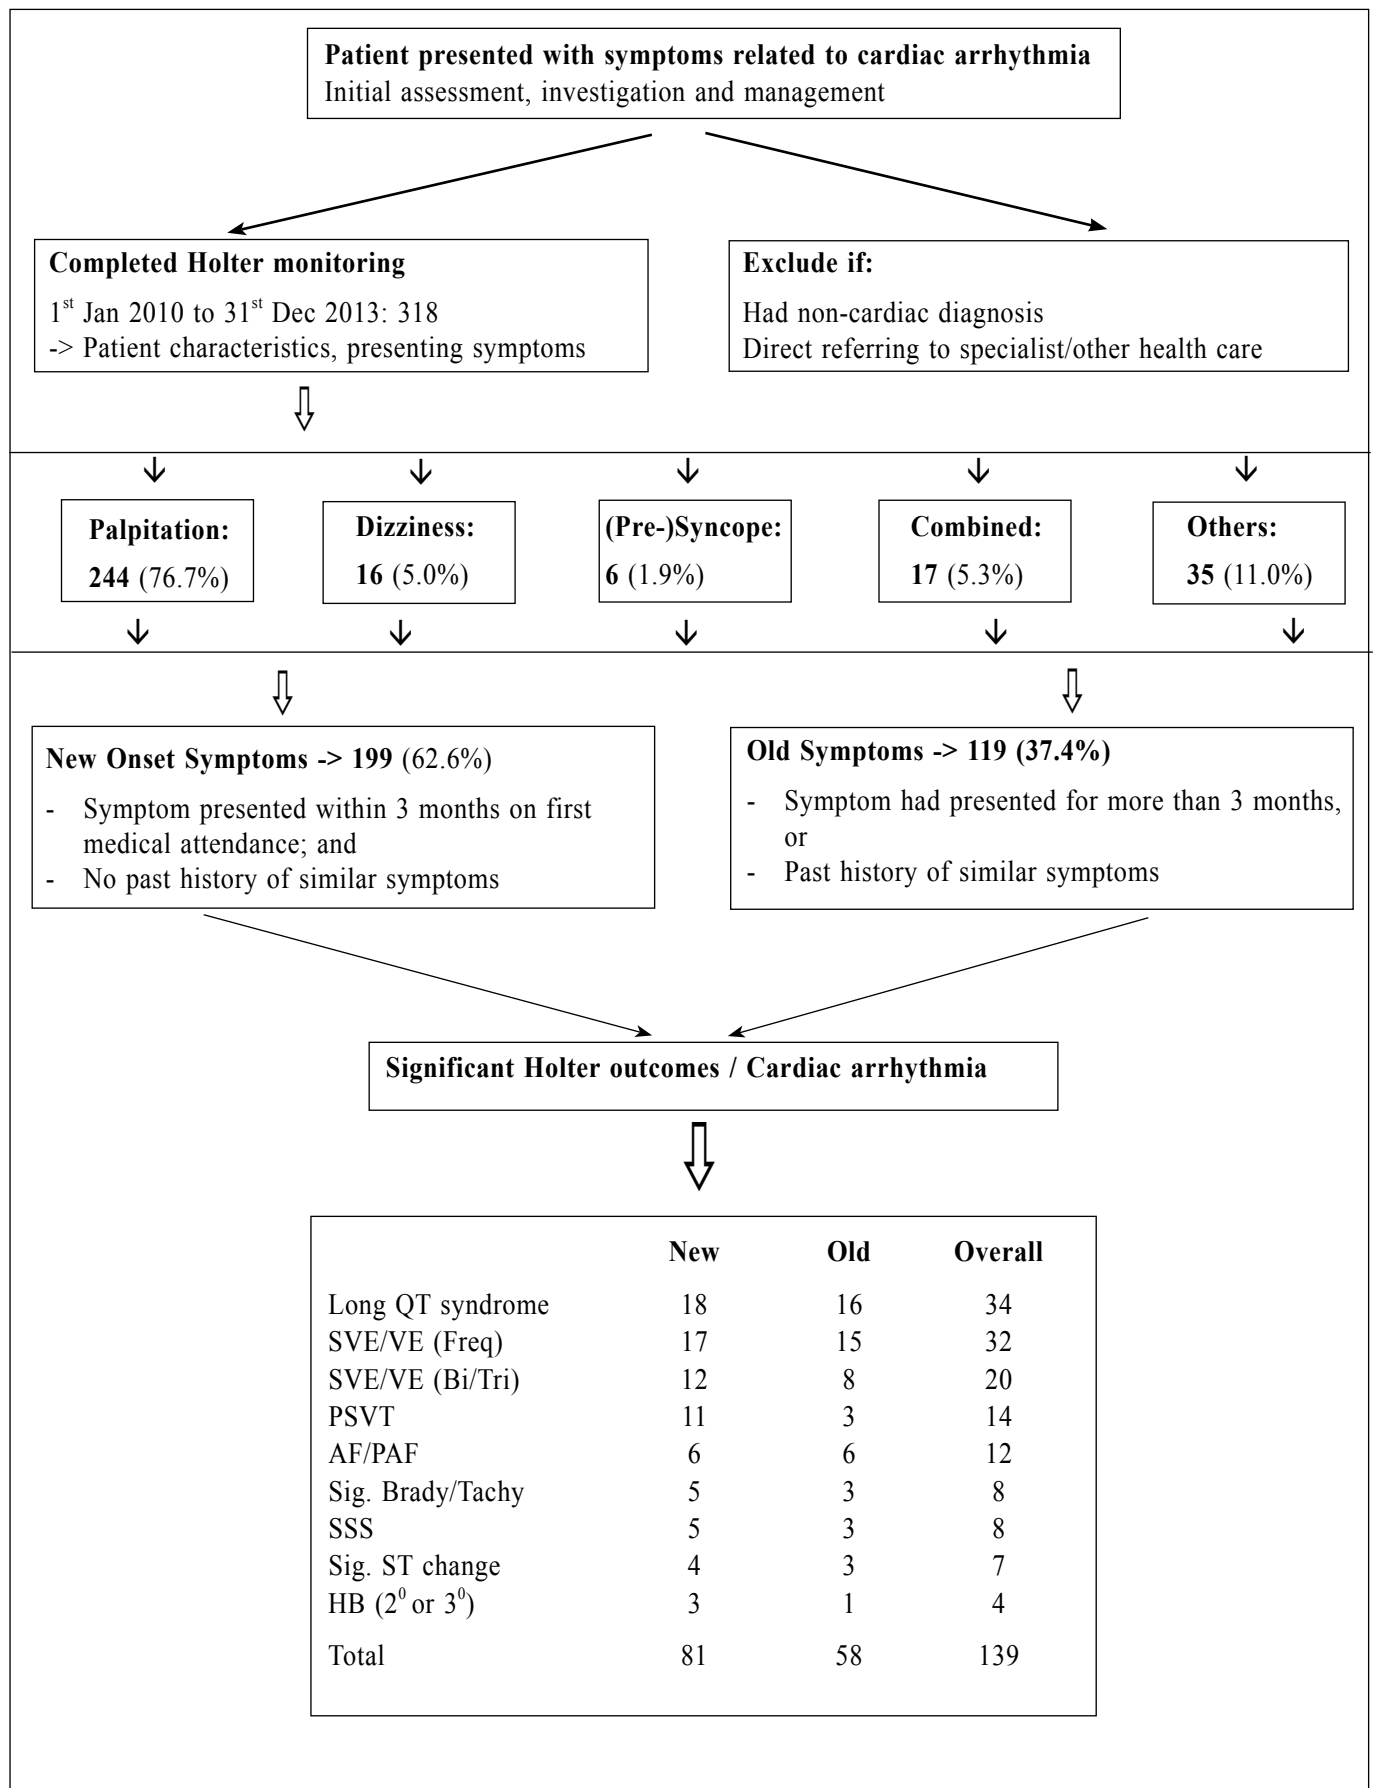 Patient presented with symptoms related to cardiac arrhythmia
Initial assessment, investigation and management
Completed Holter monitoring
1st Jan 2010 to 31st Dec 2013: 318
-> Patient characteristics, presenting symptoms
Exclude if:
Had non-cardiac diagnosis
Direct referring to specialist/other health care
Palpitation:
244 (76.7%)
Dizziness:
16 (5.0%)
(Pre-)Syncope:
6 (1.9%)
Combined:
17 (5.3%)
Others:
35 (11.0%)
New Onset Symptoms -> 199 (62.6%)
- Symptom presented within 3 months on first
medical attendance; and
- No past history of similar symptoms
Old Symptoms -> 119 (37.4%)
- Symptom had presented for more than 3 months,
or
- Past history of similar symptoms
Significant Holter outcomes / Cardiac arrhythmia
New Old Overall
Long QT syndrome 18 16 34
SVE/VE (Freq) 17 15 32
SVE/VE (Bi/Tri) 12 8 20
PSVT 11 3 14
AF/PAF 6 6 12
Sig. Brady/Tachy 5 3 8
SSS 5 3 8
Sig. ST change 4 3 7
HB (2⁰ or 3⁰) 3 1 4
Total 81 58 139